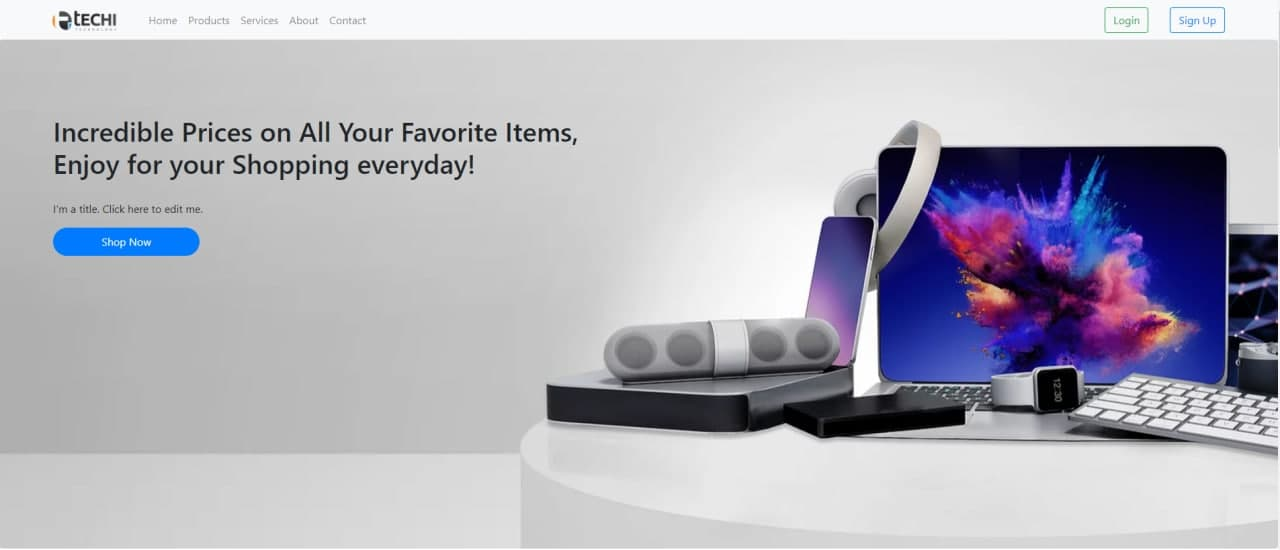 TECHI
TECHNOLOGY
Home Products Services About Contact
Login Sign Up
Incredible Prices on All Your Favorite Items,
Enjoy for your Shopping everyday!
I'm a title. Click here to edit me.
Shop Now
12:30